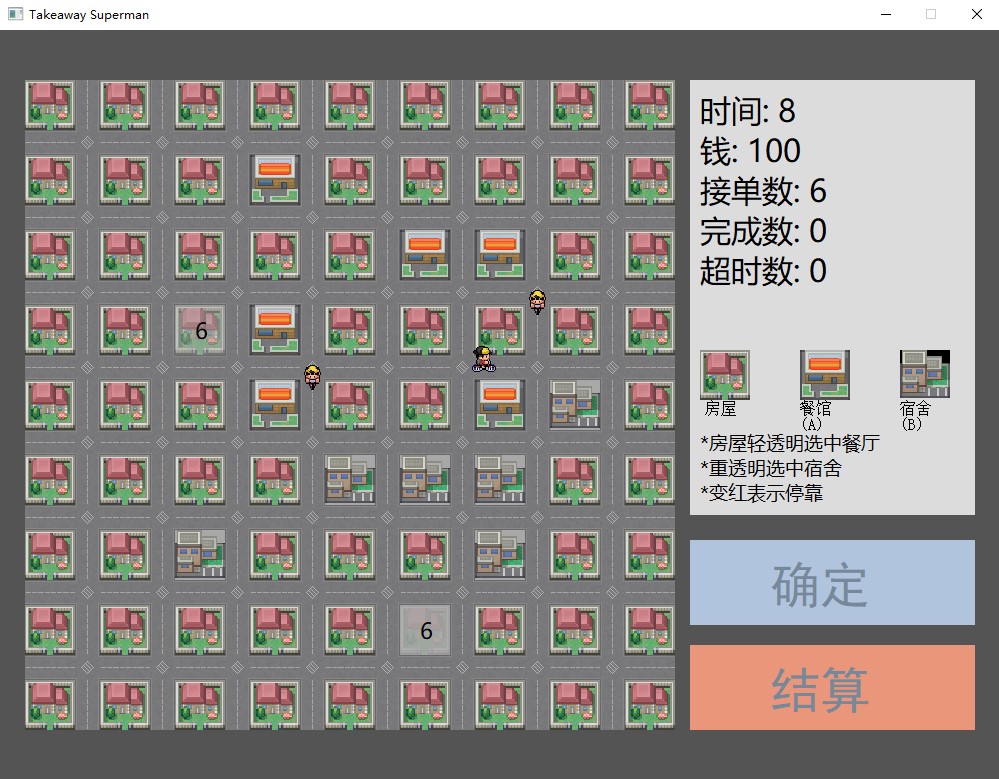 Takeaway Superman
时间: 8
钱: 100
接单数: 6
完成数: 0
超时数: 0
6
房屋 餐馆 宿舍
(A) (B)
*房屋轻透明选中餐厅
*重透明选中宿舍
*变红表示停靠
确定
6
结算